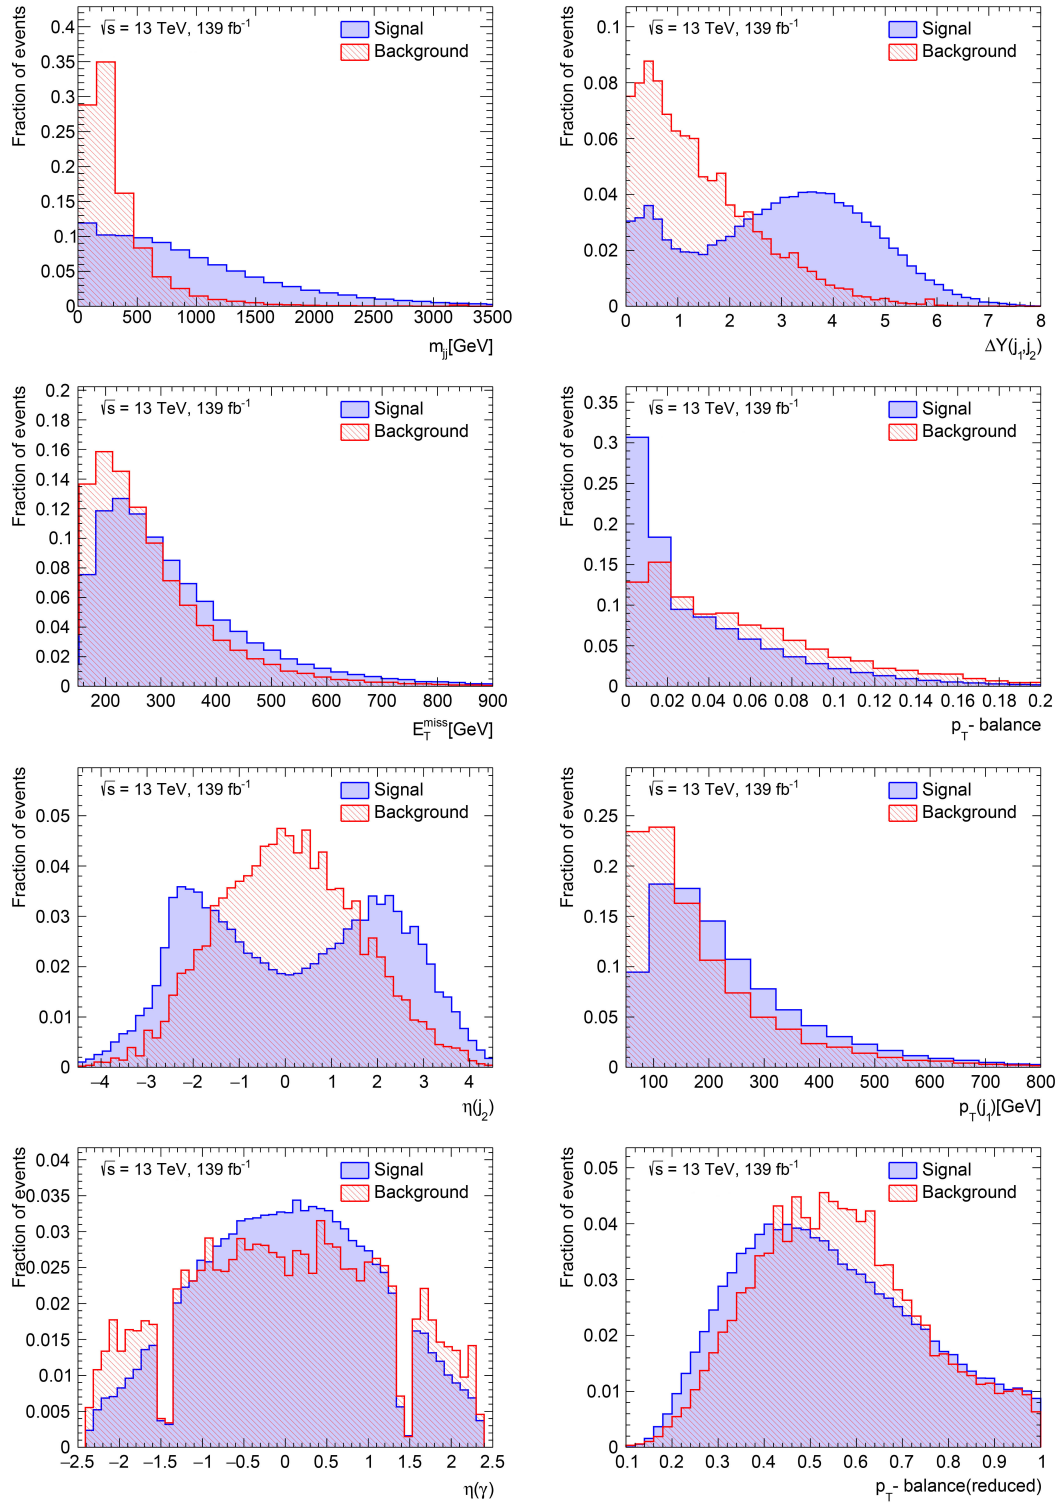 √s = 13 TeV, 139 fb⁻¹
Signal
Background
Fraction of events
0.4
0.35
0.3
0.25
0.2
0.15
0.1
0.05
0
0 500 1000 1500 2000 2500 3000 3500
m_jj[GeV]
√s = 13 TeV, 139 fb⁻¹
Signal
Background
Fraction of events
0.1
0.08
0.06
0.04
0.02
0
0 1 2 3 4 5 6 7 8
ΔY(j₁,j₂)
√s = 13 TeV, 139 fb⁻¹
Signal
Background
Fraction of events
0.2
0.18
0.16
0.14
0.12
0.1
0.08
0.06
0.04
0.02
0
200 300 400 500 600 700 800 900
E_T^miss[GeV]
√s = 13 TeV, 139 fb⁻¹
Signal
Background
Fraction of events
0.35
0.3
0.25
0.2
0.15
0.1
0.05
0
0 0.02 0.04 0.06 0.08 0.1 0.12 0.14 0.16 0.18 0.2
p_T- balance
√s = 13 TeV, 139 fb⁻¹
Signal
Background
Fraction of events
0.05
0.04
0.03
0.02
0.01
0
−4 −3 −2 −1 0 1 2 3 4
η(j₂)
√s = 13 TeV, 139 fb⁻¹
Signal
Background
Fraction of events
0.25
0.2
0.15
0.1
0.05
0
100 200 300 400 500 600 700 800
p_T(j₁)[GeV]
√s = 13 TeV, 139 fb⁻¹
Signal
Background
Fraction of events
0.04
0.035
0.03
0.025
0.02
0.015
0.01
0.005
0
−2.5 −2 −1.5 −1 −0.5 0 0.5 1 1.5 2 2.5
η(γ)
√s = 13 TeV, 139 fb⁻¹
Signal
Background
Fraction of events
0.05
0.04
0.03
0.02
0.01
0
0.1 0.2 0.3 0.4 0.5 0.6 0.7 0.8 0.9 1
p_T- balance(reduced)